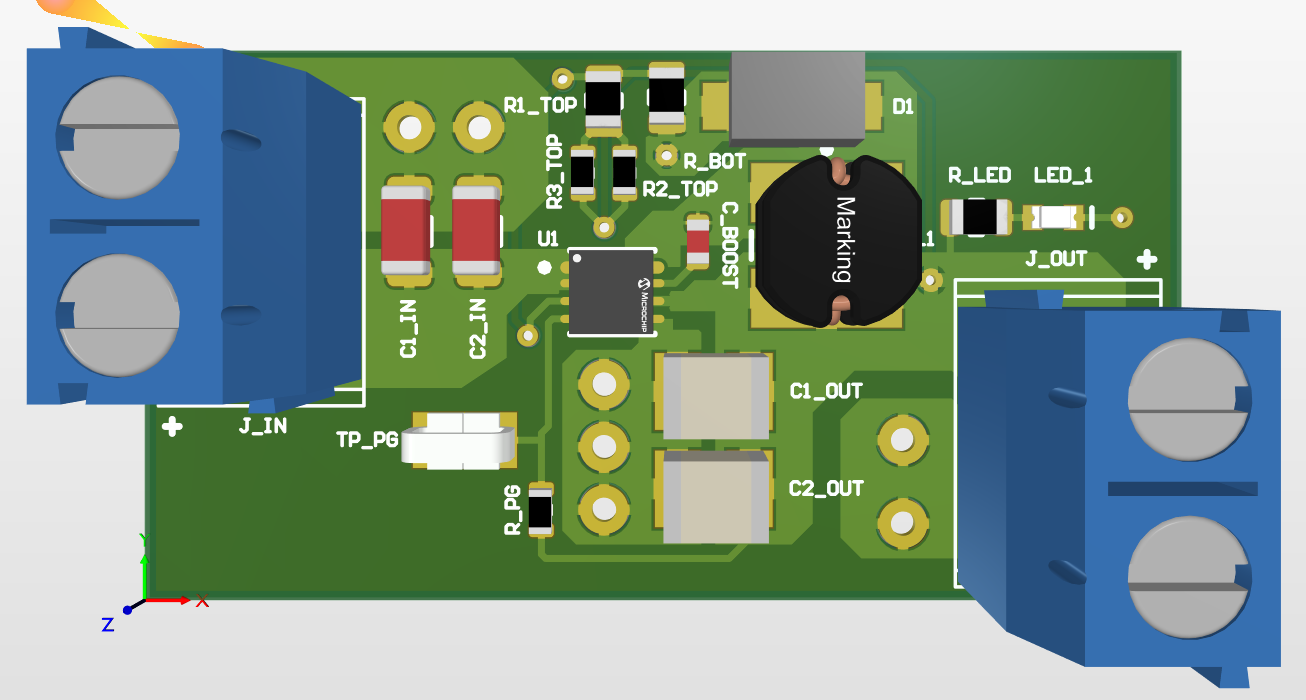 R1_TOP
D1
R3_TOP
R_BOT
R2_TOP
R_LED
LED_1
C_BOOST
Marking
U1
L1
J_OUT
+
MICROCHIP
C1_IN
C2_IN
C1_OUT
+
J_IN
TP_PG
C2_OUT
R_PG
Y
X
Z